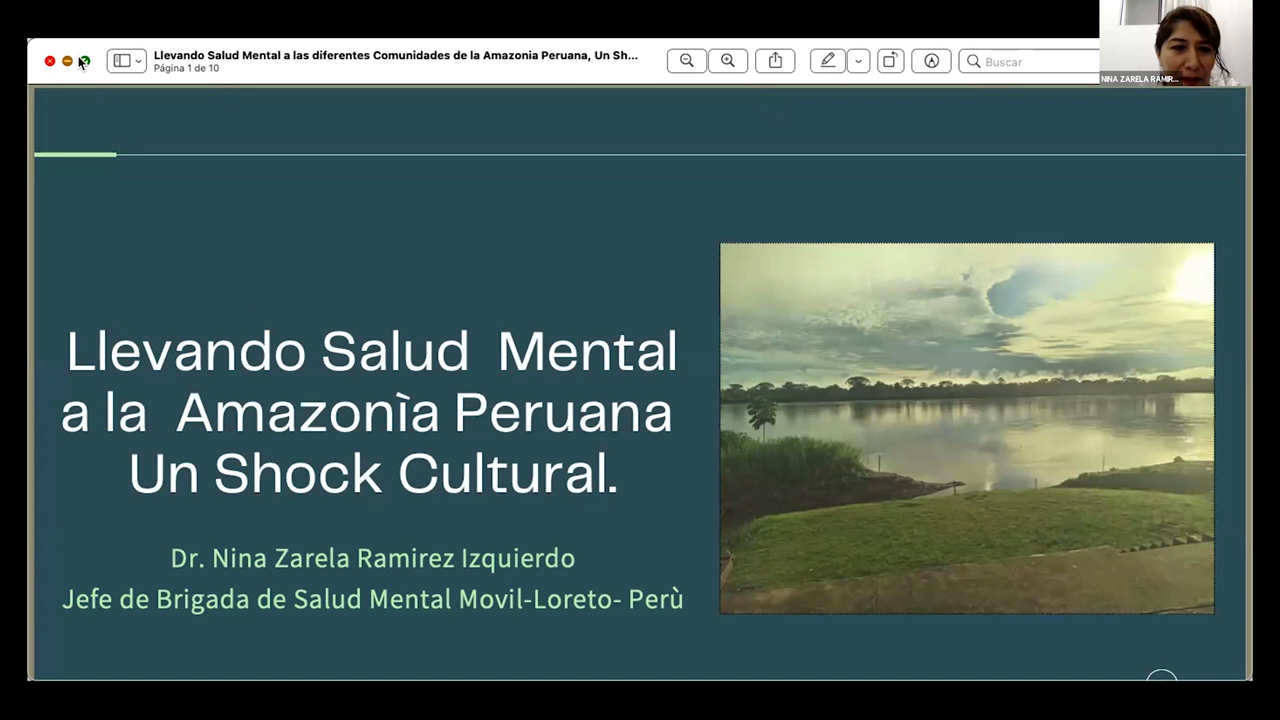 Llevando Salud Mental a las diferentes Comunidades de la Amazonia Peruana, Un Sh...
Página 1 de 10
Buscar
NINA ZARELA RAMIR...
Llevando Salud Mental
a la Amazonìa Peruana
Un Shock Cultural.
Dr. Nina Zarela Ramirez Izquierdo
Jefe de Brigada de Salud Mental Movil-Loreto- Perù